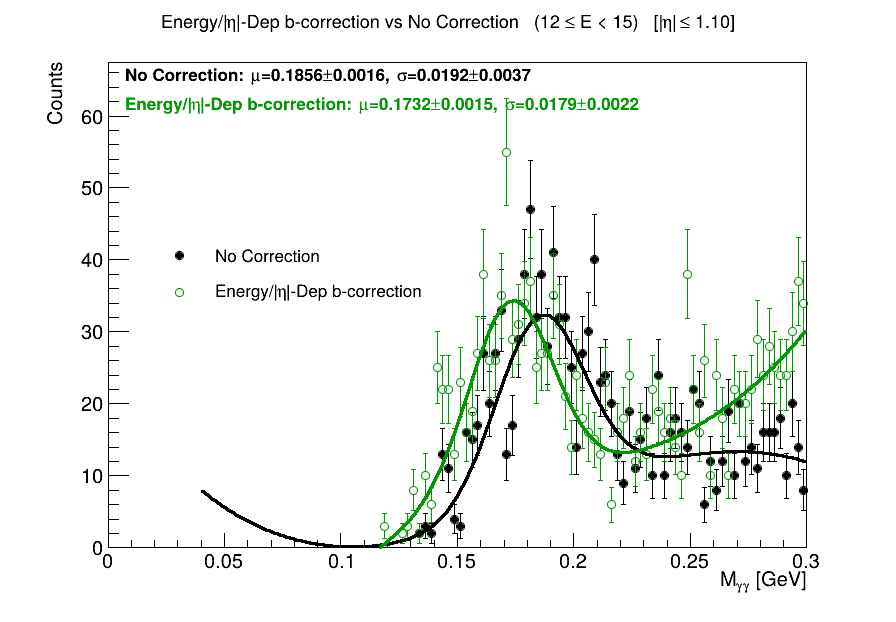 Energy/|η|-Dep b-correction vs No Correction (12 ≤ E < 15) [|η| ≤ 1.10]
Counts
No Correction: μ=0.1856±0.0016, σ=0.0192±0.0037
Energy/|η|-Dep b-correction: μ=0.1732±0.0015, σ=0.0179±0.0022
60
50
40
30
20
10
0
No Correction
Energy/|η|-Dep b-correction
0 0.05 0.1 0.15 0.2 0.25 0.3
Mγγ [GeV]